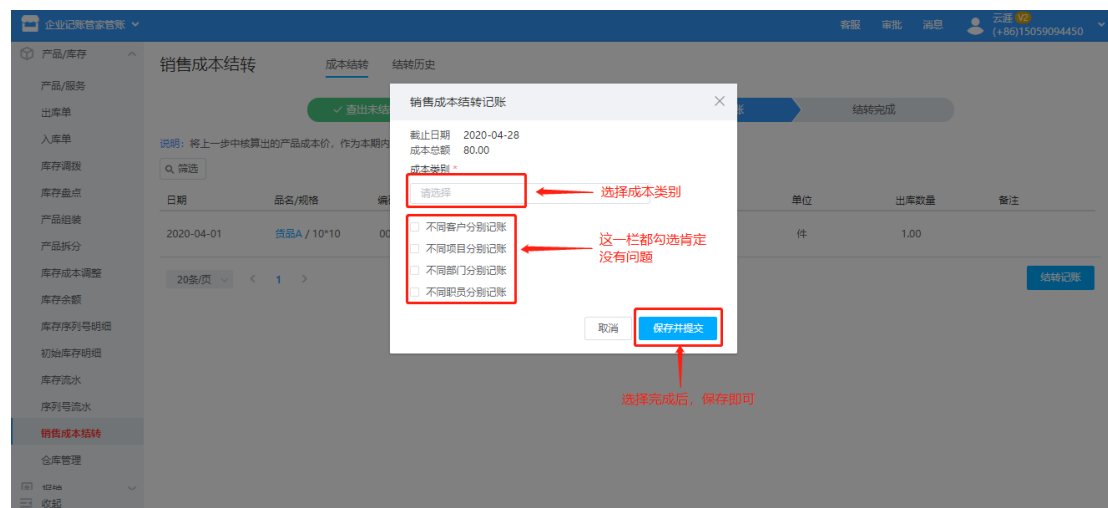 企业记账管家管账
客服 审批 消息 云涯 V2
(+86)15059094450
产品/库存
产品/服务
出库单
入库单
库存调拨
库存盘点
产品组装
产品拆分
库存成本调整
库存余额
库存序列号明细
初始库存明细
库存流水
序列号流水
销售成本结转
仓库管理
收起
销售成本结转 成本结转 结转历史
查出未结
账
结转完成
说明：将上一步中核算出的产品成本价，作为本期内
筛选
日期 品名/规格 编 单位 出库数量 备注
2020-04-01 货品A / 10*10 00 件 1.00
20条/页 < 1 >
结转记账
销售成本结转记账
截止日期 2020-04-28
成本总额 80.00
成本类别 *
请选择
选择成本类别
不同客户分别记账
不同项目分别记账
不同部门分别记账
不同职员分别记账
这一栏都勾选肯定
没有问题
取消 保存并提交
选择完成后，保存即可